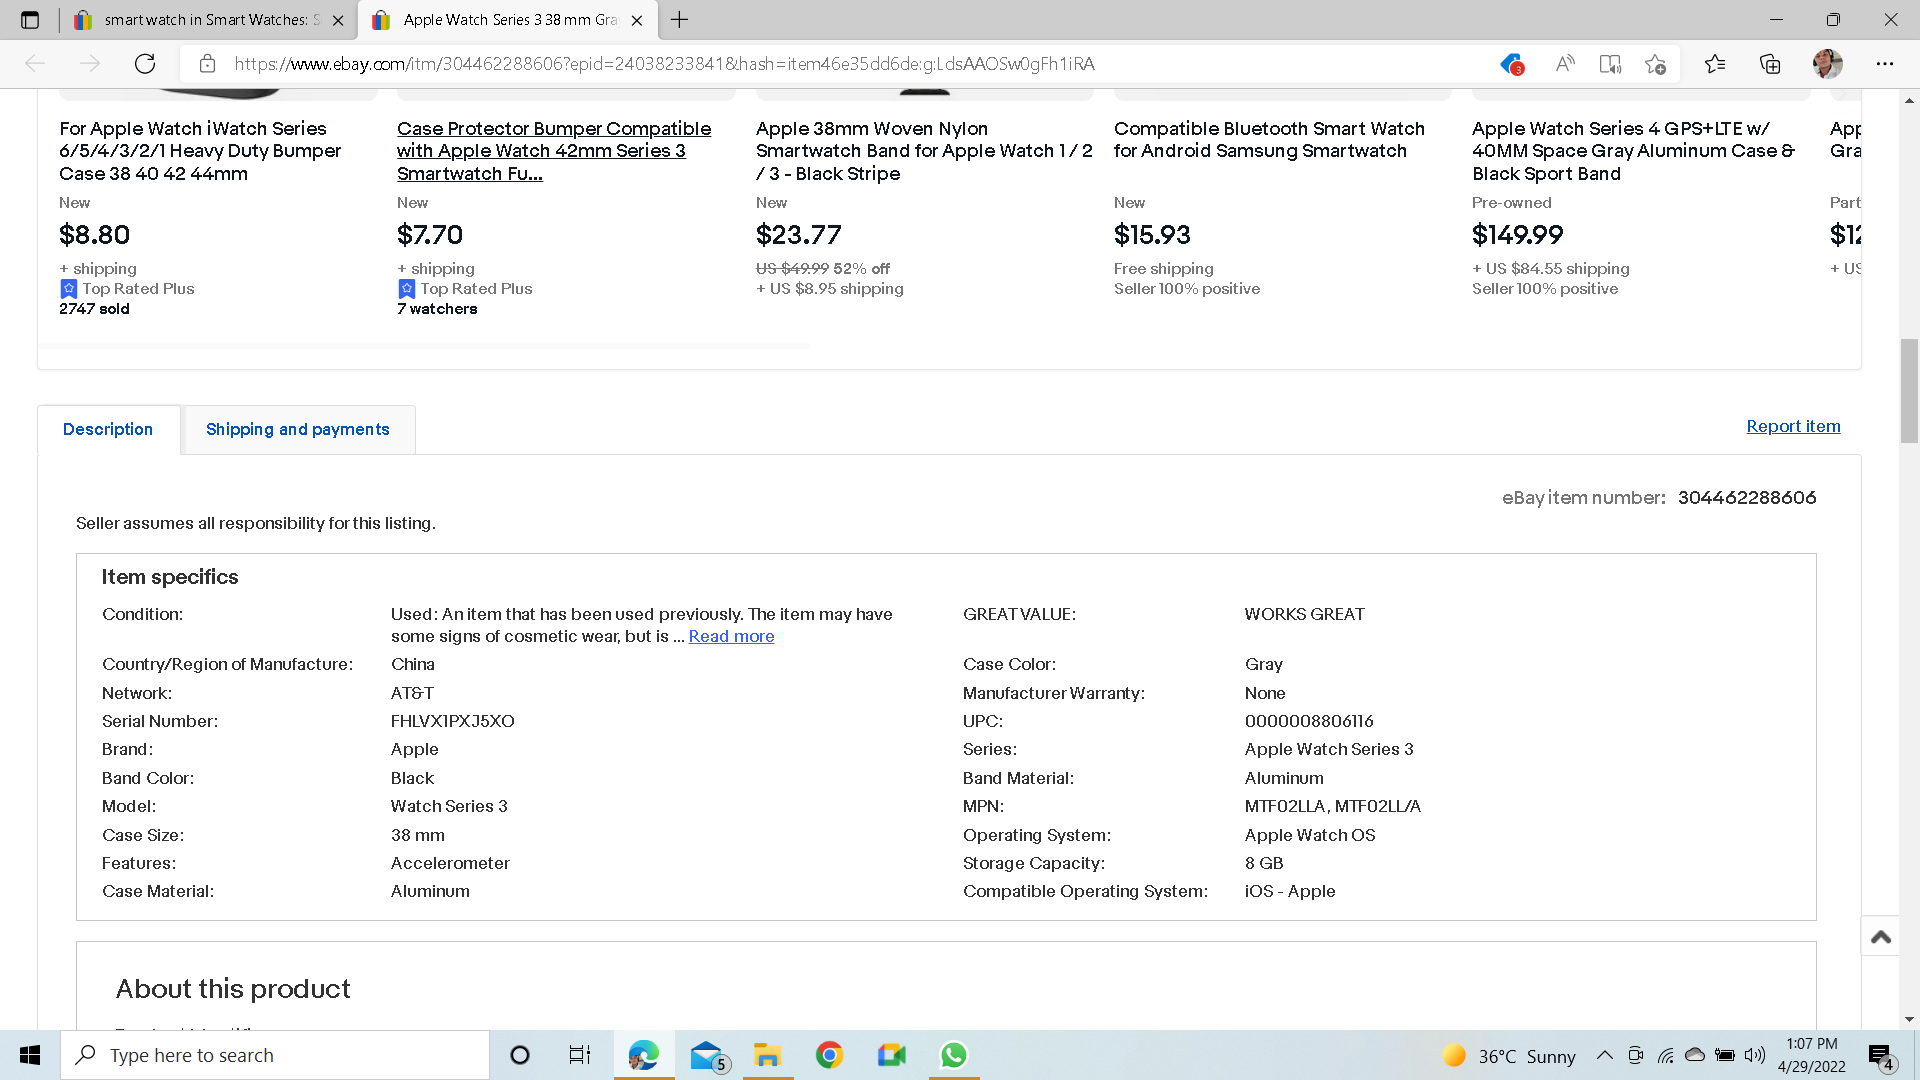 smart watch in Smart Watches: S
Apple Watch Series 3 38 mm Gra
https://www.ebay.com/itm/304462288606?epid=24038233841&hash=item46e35dd6de:g:LdsAAOSw0gFh1iRA
3
For Apple Watch iWatch Series
6/5/4/3/2/1 Heavy Duty Bumper
Case 38 40 42 44mm
New
$8.80
+ shipping
Top Rated Plus
2747 sold
Case Protector Bumper Compatible
with Apple Watch 42mm Series 3
Smartwatch Fu...
New
$7.70
+ shipping
Top Rated Plus
7 watchers
Apple 38mm Woven Nylon
Smartwatch Band for Apple Watch 1 / 2
/ 3 - Black Stripe
New
$23.77
US $49.99 52% off
+ US $8.95 shipping
Compatible Bluetooth Smart Watch
for Android Samsung Smartwatch
New
$15.93
Free shipping
Seller 100% positive
Apple Watch Series 4 GPS+LTE w/
40MM Space Gray Aluminum Case &
Black Sport Band
Pre-owned
$149.99
+ US $84.55 shipping
Seller 100% positive
App
Gra
Part
$12
+ US
Description
Shipping and payments
Report item
eBay item number: 304462288606
Seller assumes all responsibility for this listing.
Item specifics
Condition: Used: An item that has been used previously. The item may have
some signs of cosmetic wear, but is ... Read more
GREAT VALUE: WORKS GREAT
Country/Region of Manufacture: China
Case Color: Gray
Network: AT&T
Manufacturer Warranty: None
Serial Number: FHLVX1PXJ5XO
UPC: 0000008806116
Brand: Apple
Series: Apple Watch Series 3
Band Color: Black
Band Material: Aluminum
Model: Watch Series 3
MPN: MTF02LLA, MTF02LL/A
Case Size: 38 mm
Operating System: Apple Watch OS
Features: Accelerometer
Storage Capacity: 8 GB
Case Material: Aluminum
Compatible Operating System: iOS - Apple
About this product
Type here to search
5
36°C Sunny
1:07 PM
4/29/2022
4